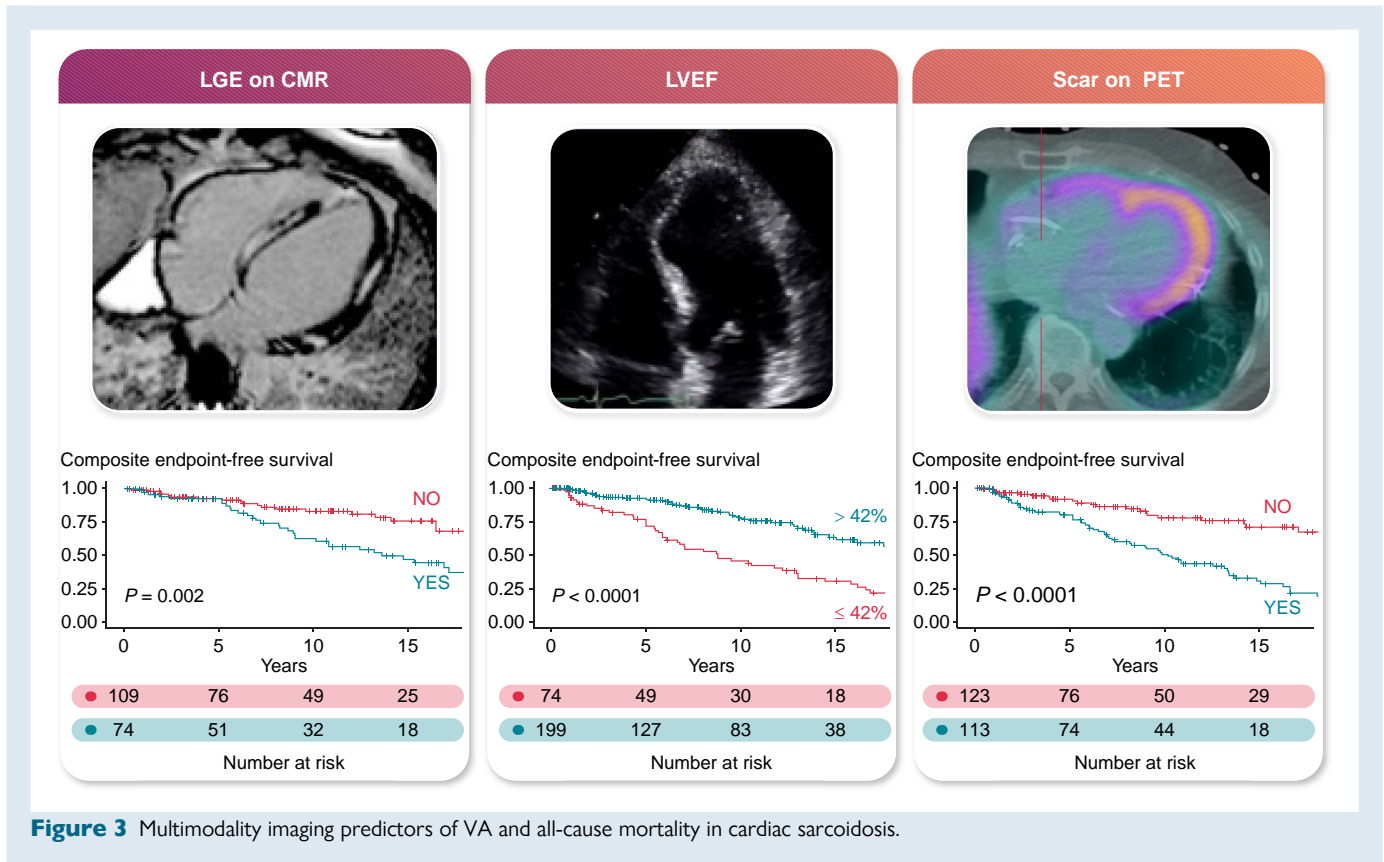 LGE on CMR
Composite endpoint-free survival
1.00
0.75
0.50
0.25
0.00
NO
YES
P = 0.002
0 5 10 15
Years
109 76 49 25
74 51 32 18
Number at risk
LVEF
Composite endpoint-free survival
1.00
0.75
0.50
0.25
0.00
> 42%
≤ 42%
P < 0.0001
0 5 10 15
Years
74 49 30 18
199 127 83 38
Number at risk
Scar on PET
Composite endpoint-free survival
1.00
0.75
0.50
0.25
0.00
NO
YES
P < 0.0001
0 5 10 15
Years
123 76 50 29
113 74 44 18
Number at risk
Figure 3 Multimodality imaging predictors of VA and all-cause mortality in cardiac sarcoidosis.